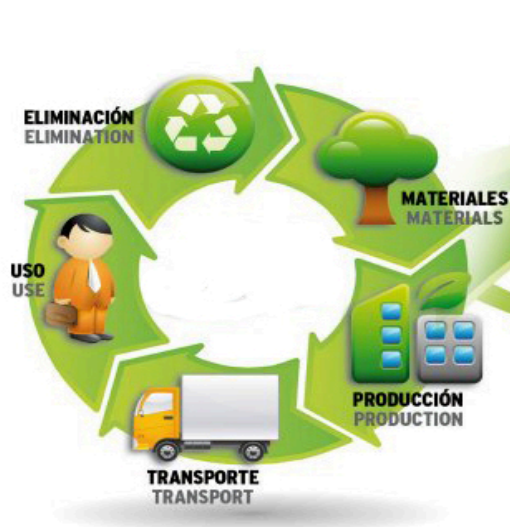 ELIMINACIÓN
ELIMINATION
MATERIALES
MATERIALS
PRODUCCIÓN
PRODUCTION
TRANSPORTE
TRANSPORT
USO
USE